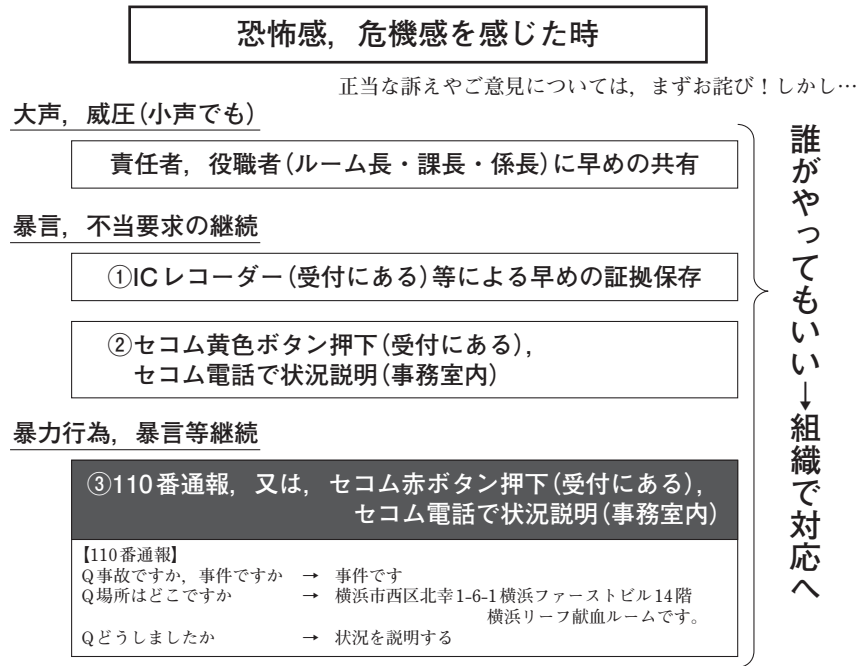 恐怖感，危機感を感じた時
正当な訴えやご意見については，まずお詫び！しかし…
大声，威圧（小声でも）
責任者，役職者（ルーム長・課長・係長）に早めの共有
暴言，不当要求の継続
①ICレコーダー（受付にある）等による早めの証拠保存
②セコム黄色ボタン押下（受付にある），
セコム電話で状況説明（事務室内）
暴力行為，暴言等継続
③110番通報，又は，セコム赤ボタン押下（受付にある），
セコム電話で状況説明（事務室内）
【110番通報】
Q事故ですか，事件ですか → 事件です
Q場所はどこですか → 横浜市西区北幸1-6-1横浜ファーストビル14階
横浜リーフ献血ルームです。
Qどうしましたか → 状況を説明する
誰がやってもいい→組織で対応へ